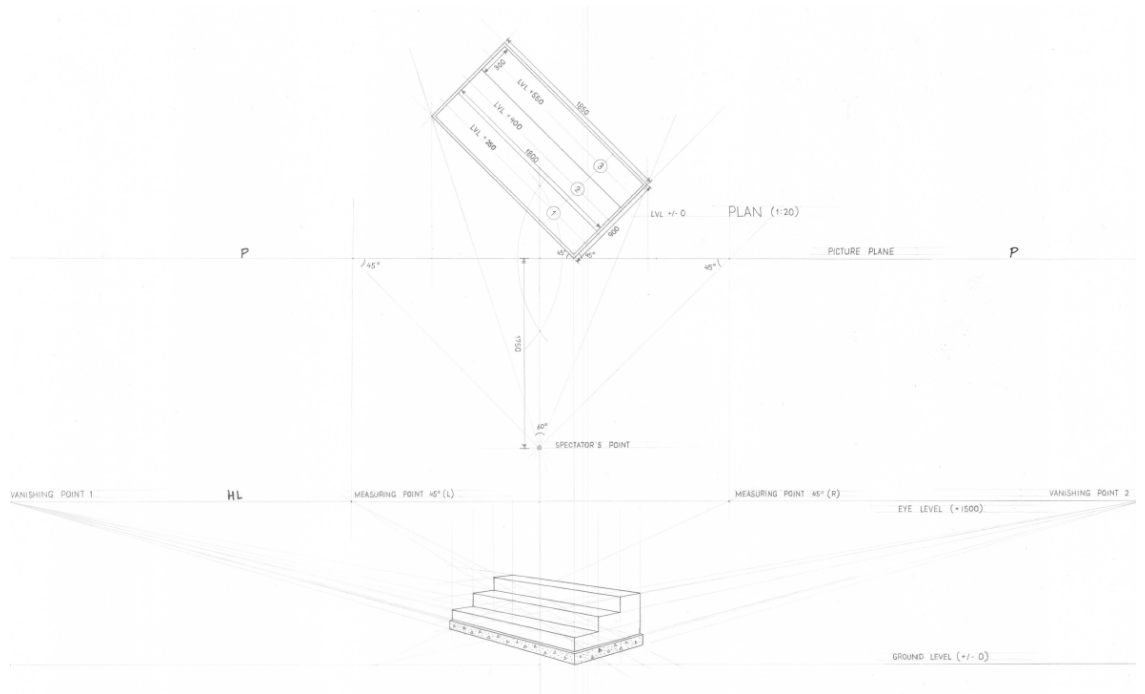 300
LVL +550
1950
LVL +400
LVL +250
1800
3
2
1
LVL +/- 0
PLAN (1:20)
900
P
PICTURE PLANE
P
45°
45°
45°
45°
1750
60°
SPECTATOR'S POINT
VANISHING POINT 1
HL
MEASURING POINT 45° (L)
MEASURING POINT 45° (R)
VANISHING POINT 2
EYE LEVEL (+1500)
GROUND LEVEL (+/- 0)